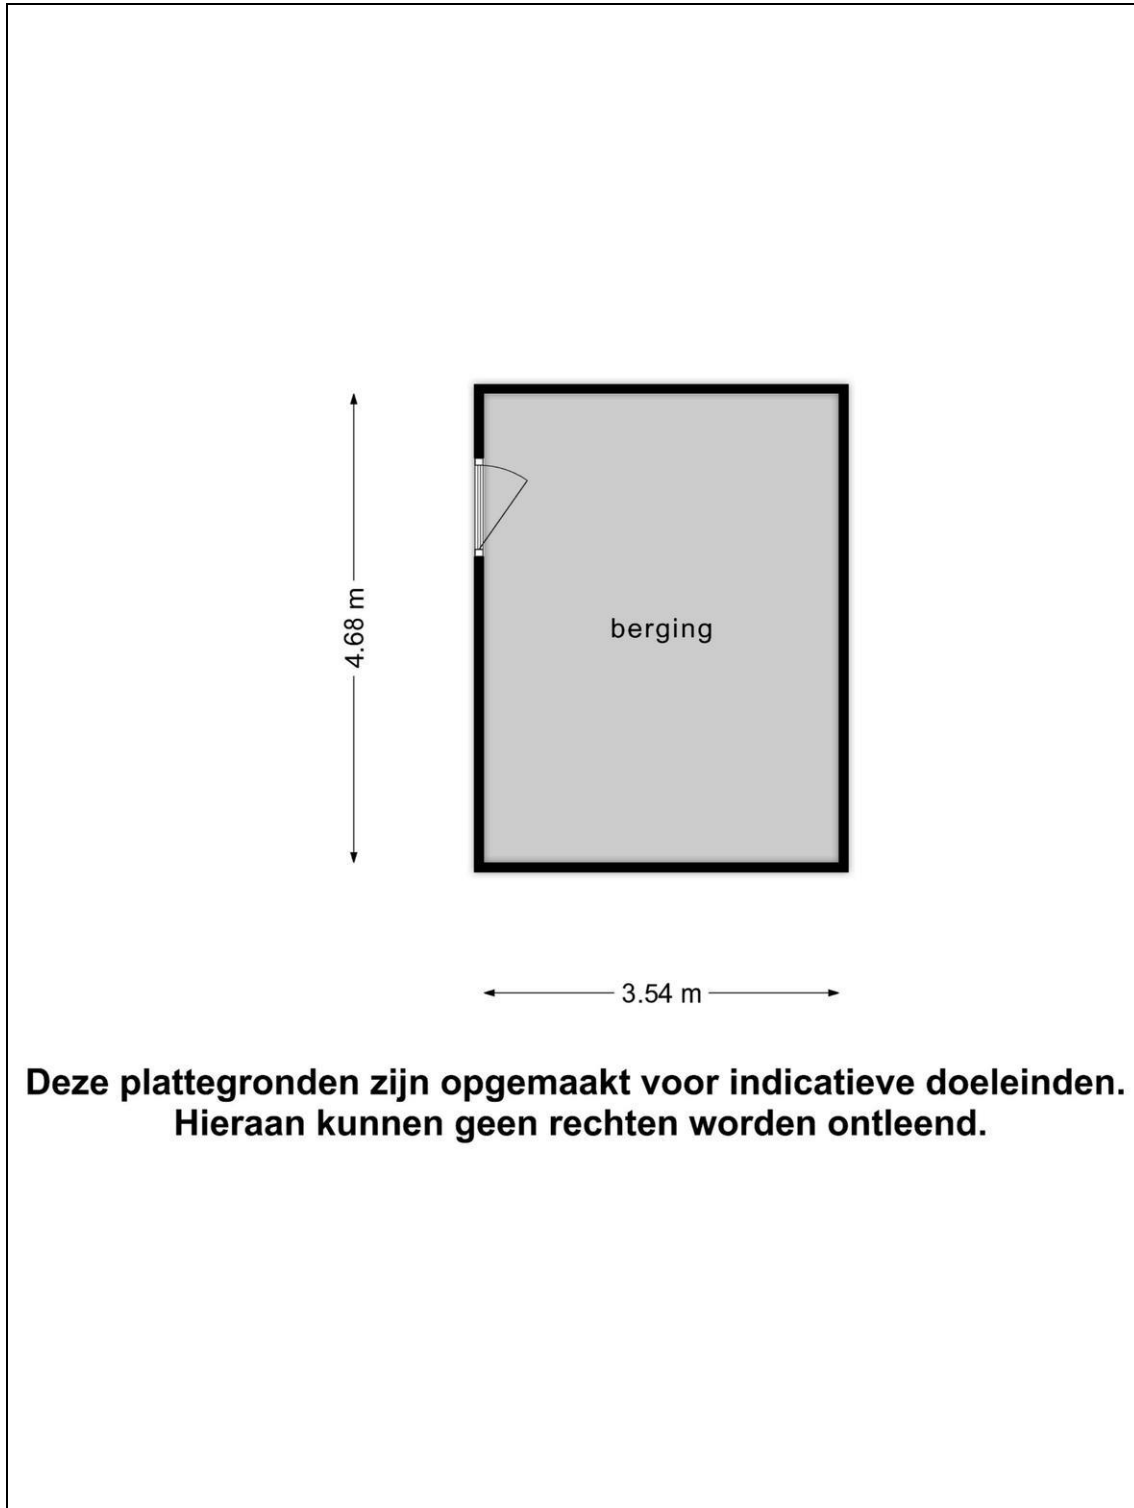 berging
4.68 m
3.54 m
Deze plattegronden zijn opgemaakt voor indicatieve doeleinden.
Hieraan kunnen geen rechten worden ontleend.